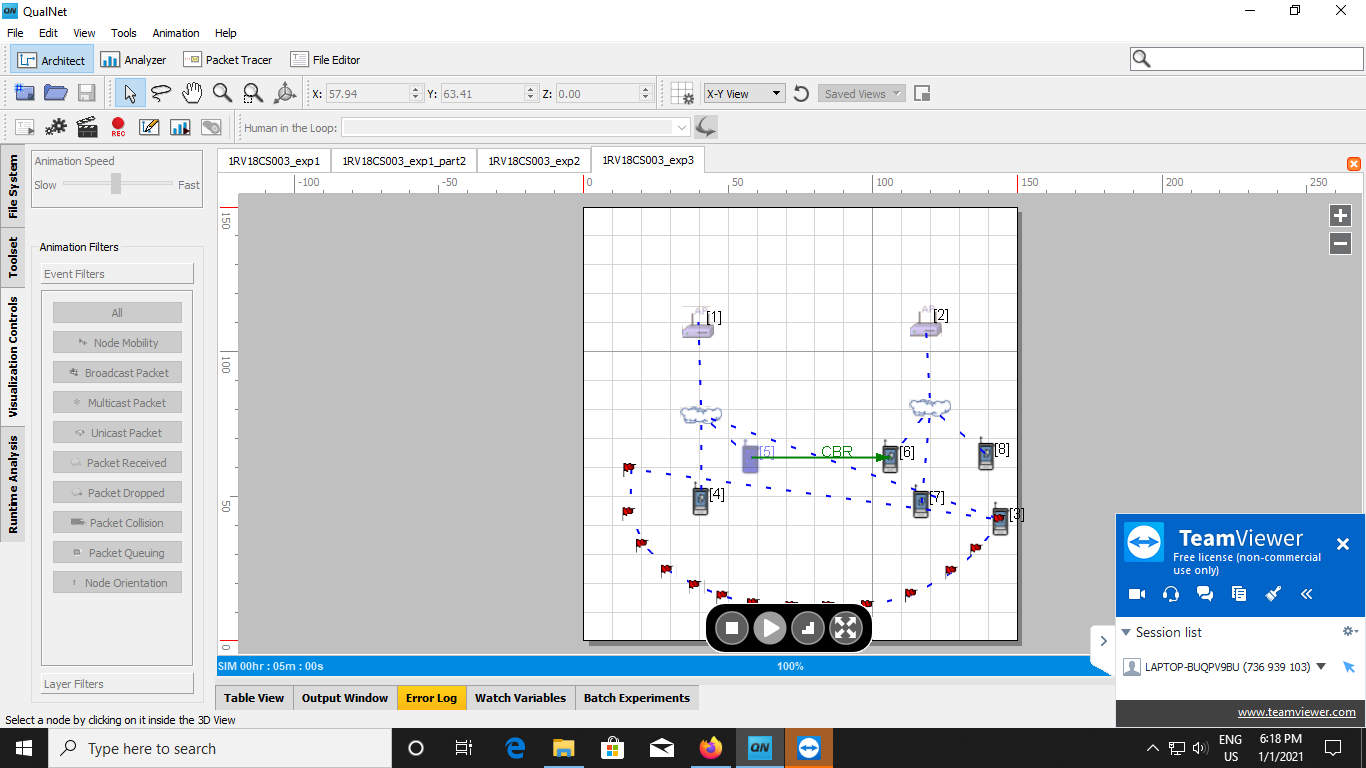 QN QualNet
File Edit View Tools Animation Help
Architect Analyzer Packet Tracer File Editor
X: 57.94 Y: 63.41 Z: 0.00 X-Y View Saved Views
REC Human in the Loop:
File System
Toolset
Visualization Controls
Runtime Analysis
Animation Speed
Slow Fast
Animation Filters
Event Filters
All
Node Mobility
Broadcast Packet
Multicast Packet
Unicast Packet
Packet Received
Packet Dropped
Packet Collision
Packet Queuing
Node Orientation
Layer Filters
1RV18CS003_exp1 1RV18CS003_exp1_part2 1RV18CS003_exp2 1RV18CS003_exp3
-100 -50 0 50 100 150 200 250
150
100
50
0
AP [1]
AP [2]
[5] CBR [6] [8]
[4] [7] [3]
SIM 00hr : 05m : 00s 100%
Table View Output Window Error Log Watch Variables Batch Experiments
Select a node by clicking on it inside the 3D View
TeamViewer
Free license (non-commercial
use only)
Session list
LAPTOP-BUQPV9BU (736 939 103)
www.teamviewer.com
Type here to search
QN
ENG
US
6:18 PM
1/1/2021